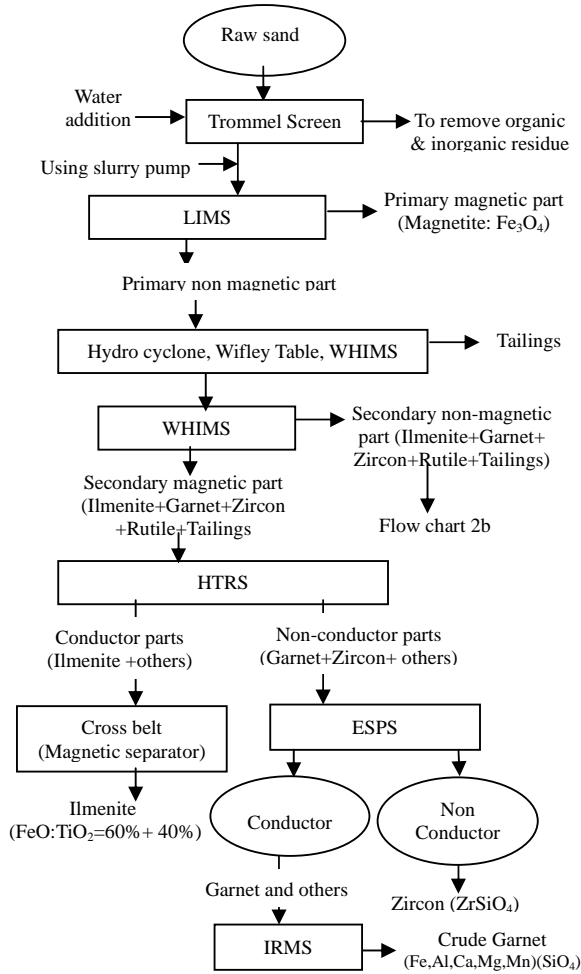 Raw sand
Water
addition
Trommel Screen
To remove organic
& inorganic residue
Using slurry pump
LIMS
Primary magnetic part
(Magnetite: Fe₃O₄)
Primary non magnetic part
Hydro cyclone, Wifley Table, WHIMS
Tailings
WHIMS
Secondary non-magnetic
part (Ilmenite+Garnet+
Zircon+Rutile+Tailings)
Flow chart 2b
Secondary magnetic part
(Ilmenite+Garnet+Zircon
+Rutile+Tailings
HTRS
Conductor parts
(Ilmenite +others)
Non-conductor parts
(Garnet+Zircon+ others)
Cross belt
(Magnetic separator)
ESPS
Ilmenite
(FeO:TiO₂=60%+ 40%)
Conductor
Non
Conductor
Garnet and others
Zircon (ZrSiO₄)
IRMS
Crude Garnet
(Fe,Al,Ca,Mg,Mn)(SiO₄)